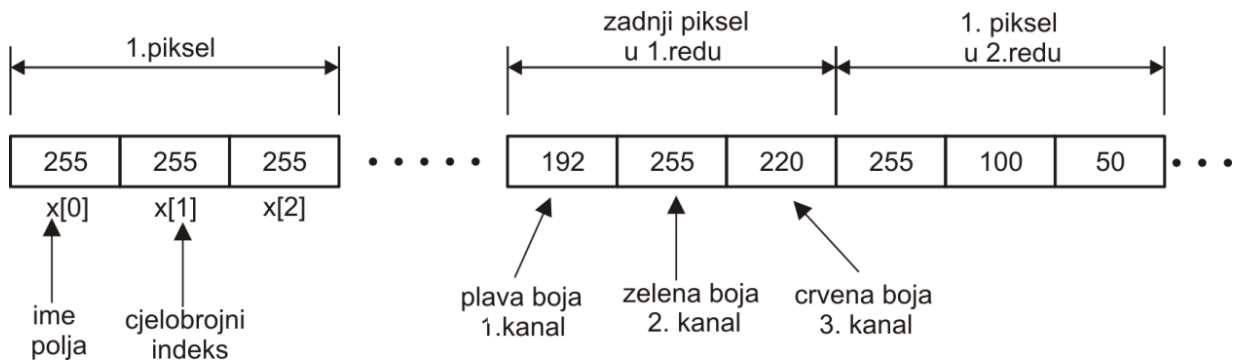 1.piksel
zadnji piksel
u 1.redu
1. piksel
u 2.redu
255 255 255 192 255 220 255 100 50
x[0] x[1] x[2]
ime
polja
cjelobrojni
indeks
plava boja
1.kanal
zelena boja
2. kanal
crvena boja
3. kanal